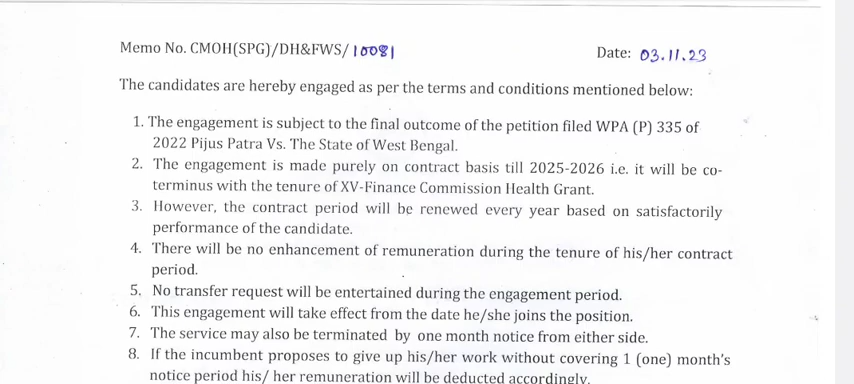 Memo No. CMOH(SPG)/DH&FWS/10081 Date: 03.11.23
The candidates are hereby engaged as per the terms and conditions mentioned below:
1. The engagement is subject to the final outcome of the petition filed WPA (P) 335 of
2022 Pijus Patra Vs. The State of West Bengal.
2. The engagement is made purely on contract basis till 2025-2026 i.e. it will be co-
terminus with the tenure of XV-Finance Commission Health Grant.
3. However, the contract period will be renewed every year based on satisfactorily
performance of the candidate.
4. There will be no enhancement of remuneration during the tenure of his/her contract
period.
5. No transfer request will be entertained during the engagement period.
6. This engagement will take effect from the date he/she joins the position.
7. The service may also be terminated by one month notice from either side.
8. If the incumbent proposes to give up his/her work without covering 1 (one) month's
notice period his/ her remuneration will be deducted accordingly.